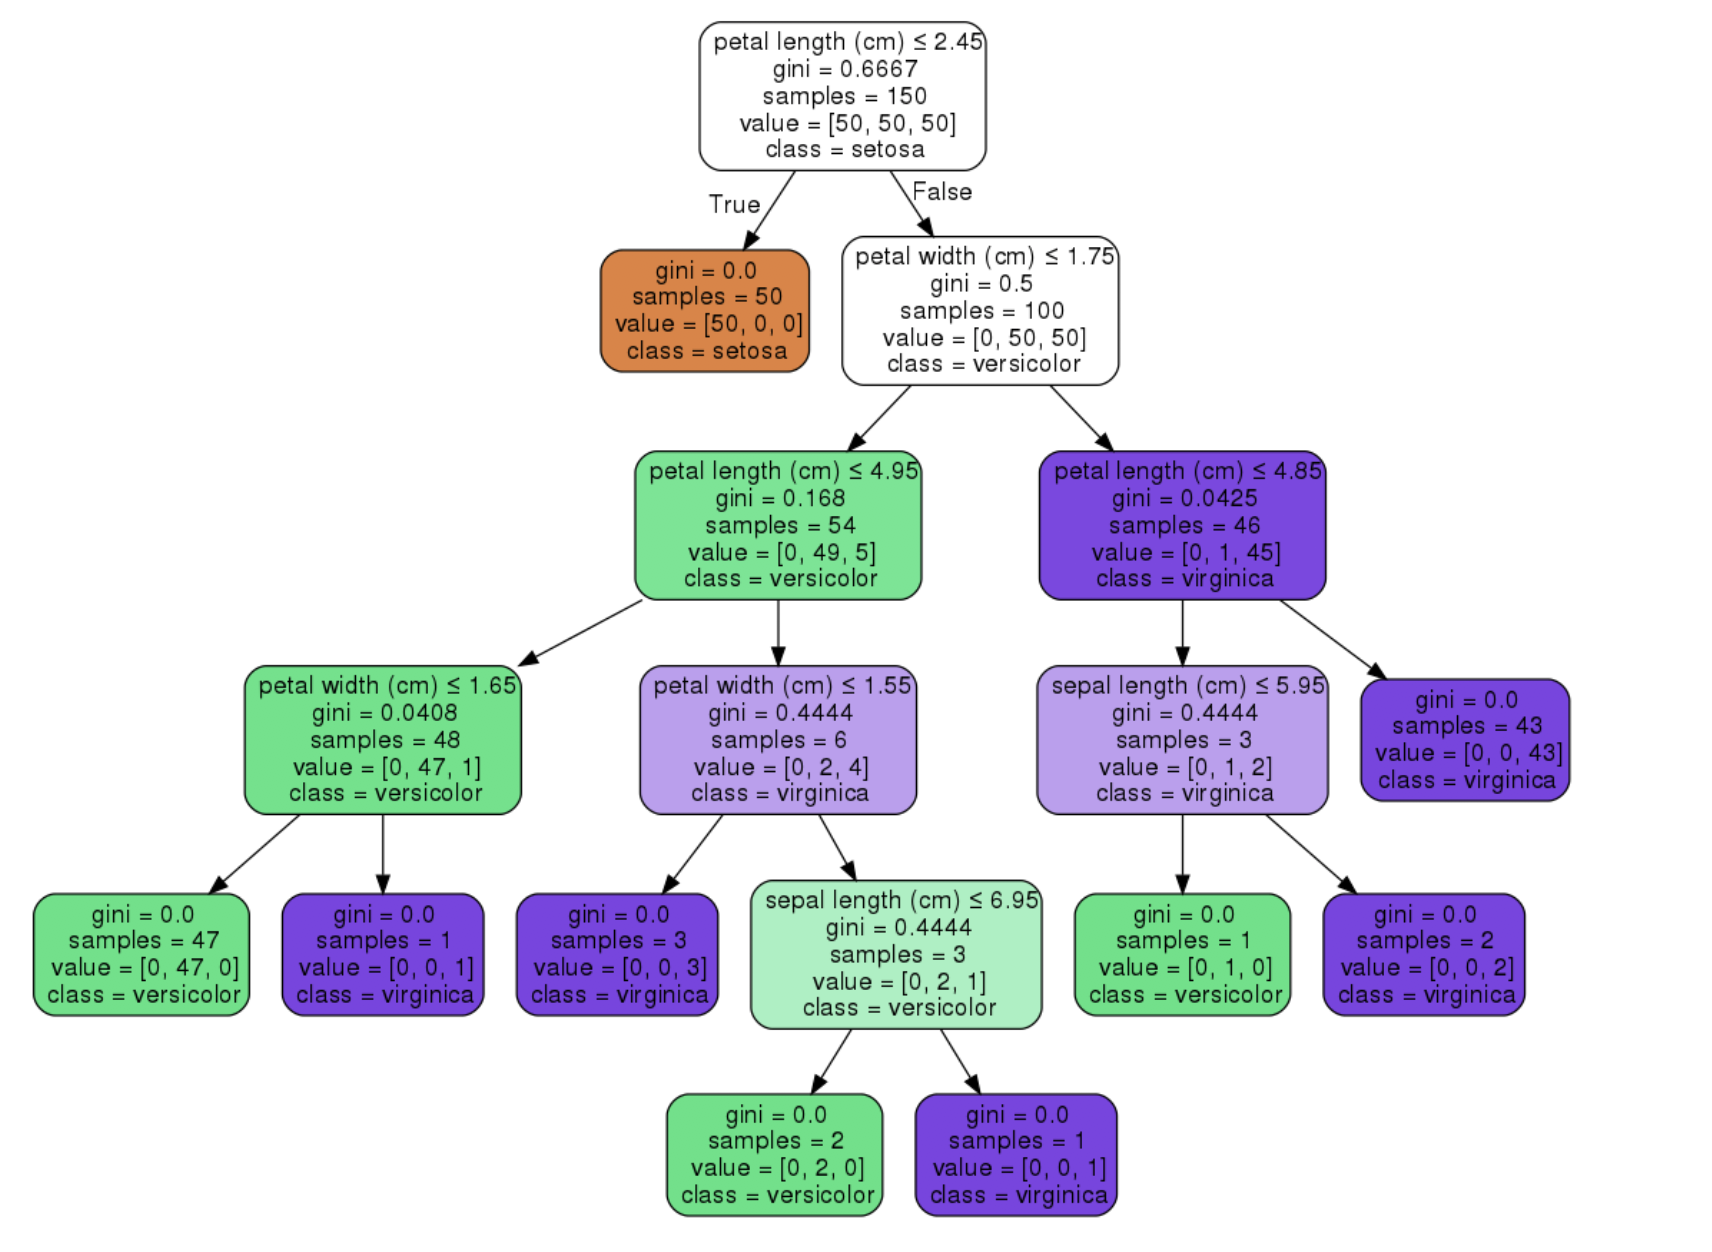 petal length (cm) ≤ 2.45
gini = 0.6667
samples = 150
value = [50, 50, 50]
class = setosa
True
False
gini = 0.0
samples = 50
value = [50, 0, 0]
class = setosa
petal width (cm) ≤ 1.75
gini = 0.5
samples = 100
value = [0, 50, 50]
class = versicolor
petal length (cm) ≤ 4.95
gini = 0.168
samples = 54
value = [0, 49, 5]
class = versicolor
petal length (cm) ≤ 4.85
gini = 0.0425
samples = 46
value = [0, 1, 45]
class = virginica
petal width (cm) ≤ 1.65
gini = 0.0408
samples = 48
value = [0, 47, 1]
class = versicolor
petal width (cm) ≤ 1.55
gini = 0.4444
samples = 6
value = [0, 2, 4]
class = virginica
sepal length (cm) ≤ 5.95
gini = 0.4444
samples = 3
value = [0, 1, 2]
class = virginica
gini = 0.0
samples = 43
value = [0, 0, 43]
class = virginica
gini = 0.0
samples = 47
value = [0, 47, 0]
class = versicolor
gini = 0.0
samples = 1
value = [0, 0, 1]
class = virginica
gini = 0.0
samples = 3
value = [0, 0, 3]
class = virginica
sepal length (cm) ≤ 6.95
gini = 0.4444
samples = 3
value = [0, 2, 1]
class = versicolor
gini = 0.0
samples = 1
value = [0, 1, 0]
class = versicolor
gini = 0.0
samples = 2
value = [0, 0, 2]
class = virginica
gini = 0.0
samples = 2
value = [0, 2, 0]
class = versicolor
gini = 0.0
samples = 1
value = [0, 0, 1]
class = virginica